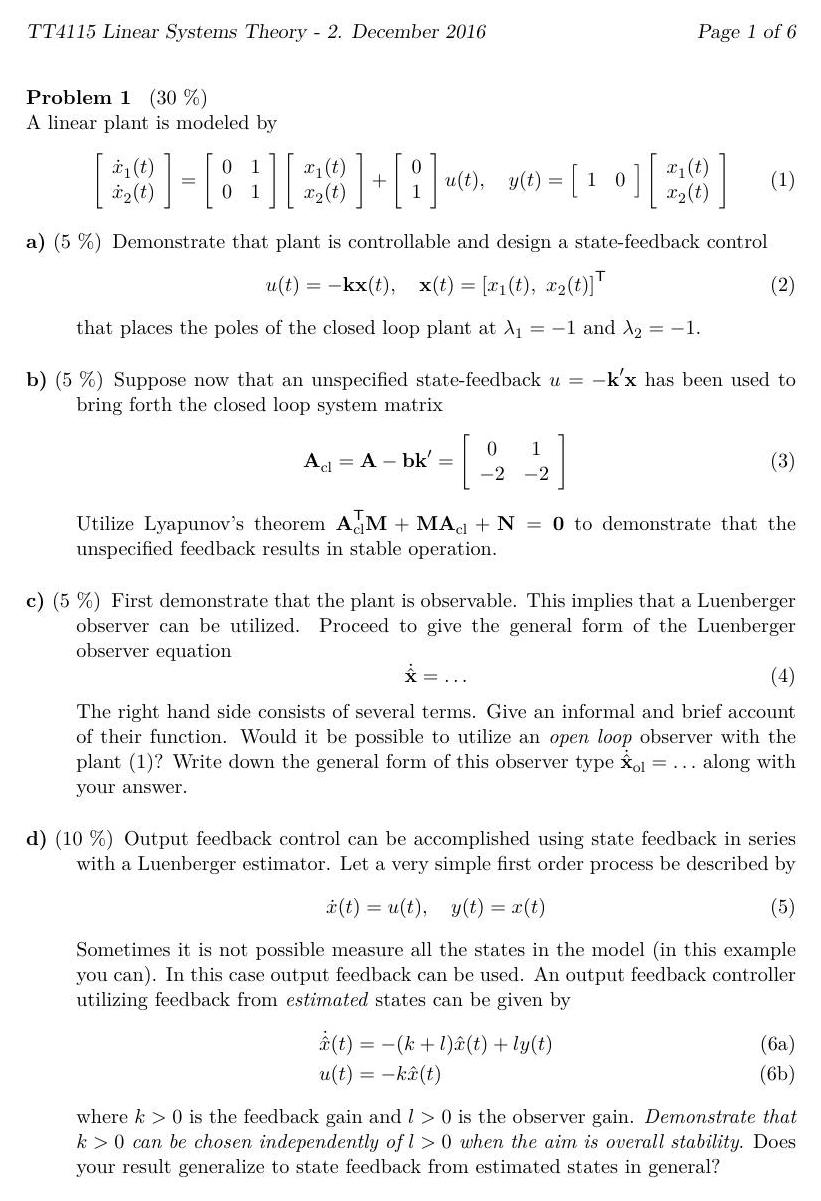 TT4115 Linear Systems Theory - 2. December 2016 Page 1 of 6
Problem 1 (30 %)
A linear plant is modeled by
[ ẋ₁(t) ; ẋ₂(t) ] = [ 0 1 ; 0 1 ] [ x₁(t) ; x₂(t) ] + [ 0 ; 1 ] u(t), y(t) = [ 1 0 ] [ x₁(t) ; x₂(t) ] (1)
a) (5 %) Demonstrate that plant is controllable and design a state-feedback control
u(t) = −kx(t), x(t) = [x₁(t), x₂(t)]ᵀ (2)
that places the poles of the closed loop plant at λ₁ = −1 and λ₂ = −1.
b) (5 %) Suppose now that an unspecified state-feedback u = −k′x has been used to
bring forth the closed loop system matrix
A_cl = A − bk′ = [ 0 1 ; −2 −2 ] (3)
Utilize Lyapunov's theorem A_clᵀM + MA_cl + N = 0 to demonstrate that the
unspecified feedback results in stable operation.
c) (5 %) First demonstrate that the plant is observable. This implies that a Luenberger
observer can be utilized. Proceed to give the general form of the Luenberger
observer equation
x̂̇ = ... (4)
The right hand side consists of several terms. Give an informal and brief account
of their function. Would it be possible to utilize an open loop observer with the
plant (1)? Write down the general form of this observer type x̂̇_ol = ... along with
your answer.
d) (10 %) Output feedback control can be accomplished using state feedback in series
with a Luenberger estimator. Let a very simple first order process be described by
ẋ(t) = u(t), y(t) = x(t) (5)
Sometimes it is not possible measure all the states in the model (in this example
you can). In this case output feedback can be used. An output feedback controller
utilizing feedback from estimated states can be given by
x̂̇(t) = −(k + l)x̂(t) + ly(t) (6a)
u(t) = −kx̂(t) (6b)
where k > 0 is the feedback gain and l > 0 is the observer gain. Demonstrate that
k > 0 can be chosen independently of l > 0 when the aim is overall stability. Does
your result generalize to state feedback from estimated states in general?